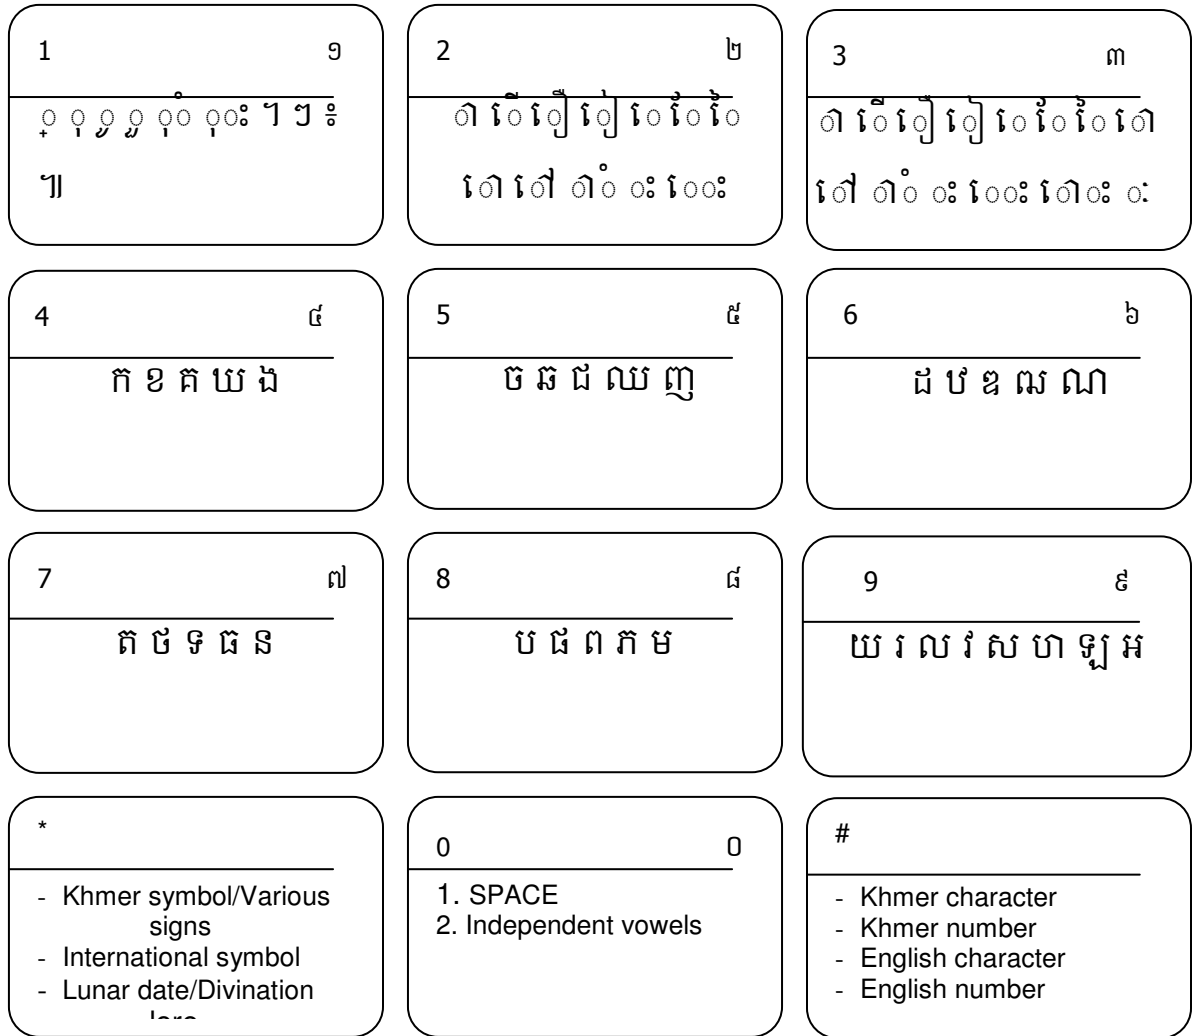 1 ១
្ ុ ូ ួ ុំ ុះ ។ ៗ ៖
៕
2 ២
ា ើ ឿ ៀ េ ែ ៃ
ោ ៅ ាំ ះ េះ
3 ៣
ា ើ ឿ ៀ េ ែ ៃ ោ
ៅ ាំ ះ េះ ោះ ៈ
4 ៤
ក ខ គ ឃ ង
5 ៥
ច ឆ ជ ឈ ញ
6 ៦
ដ ឋ ឌ ឍ ណ
7 ៧
ត ថ ទ ធ ន
8 ៨
ប ផ ព ភ ម
9 ៩
យ រ ល វ ស ហ ឡ អ
*
- Khmer symbol/Various
signs
- International symbol
- Lunar date/Divination
0 ០
1. SPACE
2. Independent vowels
#
- Khmer character
- Khmer number
- English character
- English number